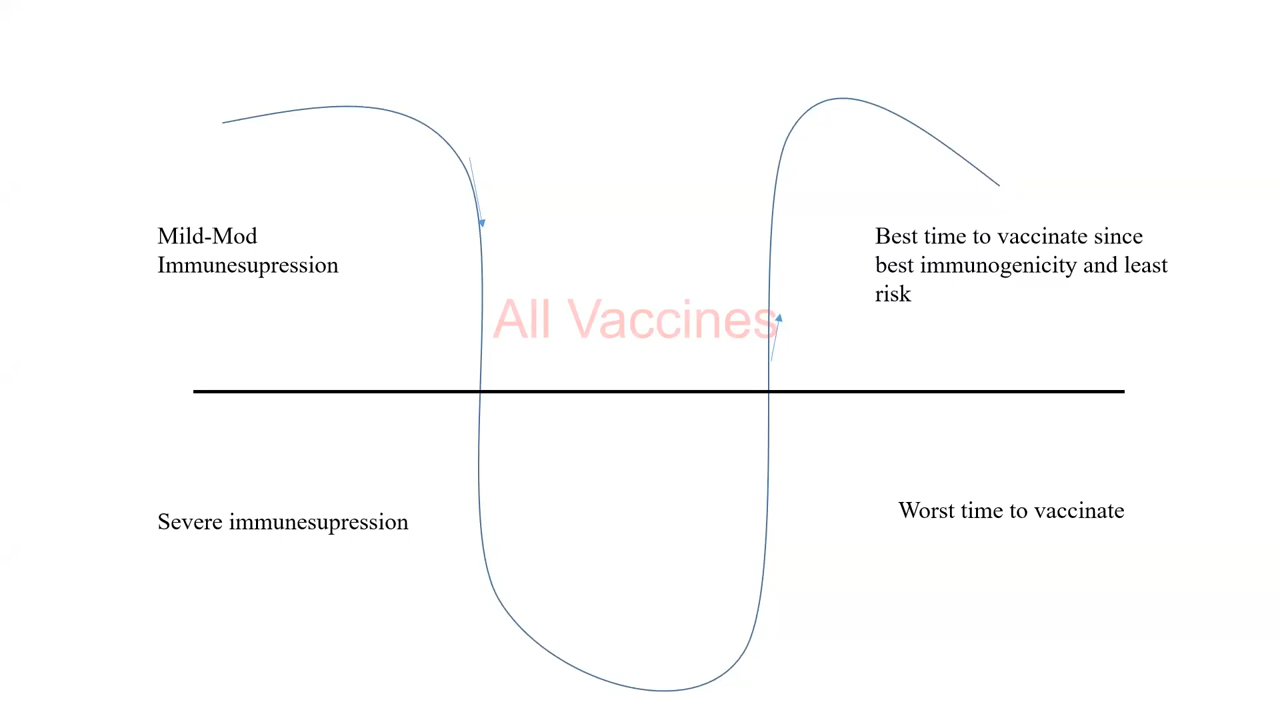 Mild-Mod
Immunesupression
Best time to vaccinate since
best immunogenicity and least
risk
All Vaccines
Severe immunesupression
Worst time to vaccinate